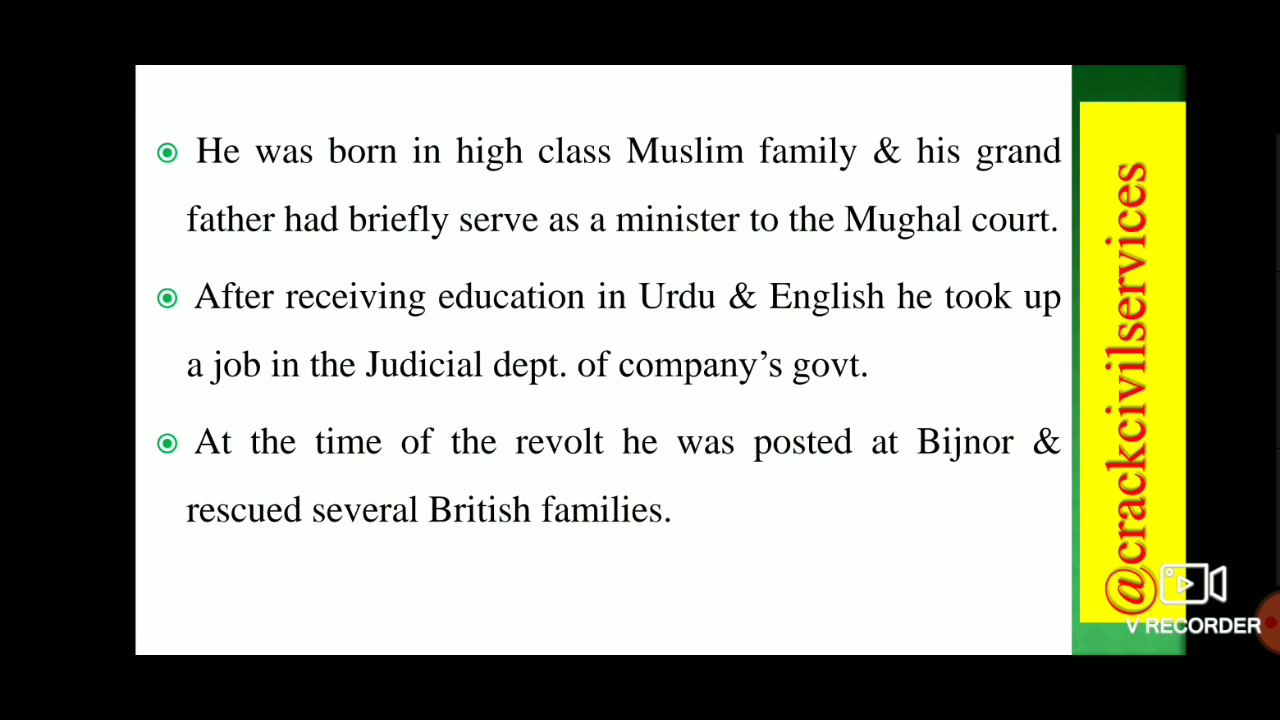 He was born in high class Muslim family & his grand
father had briefly serve as a minister to the Mughal court.
After receiving education in Urdu & English he took up
a job in the Judicial dept. of company’s govt.
At the time of the revolt he was posted at Bijnor &
rescued several British families.
@crackcivilservices
V RECORDER